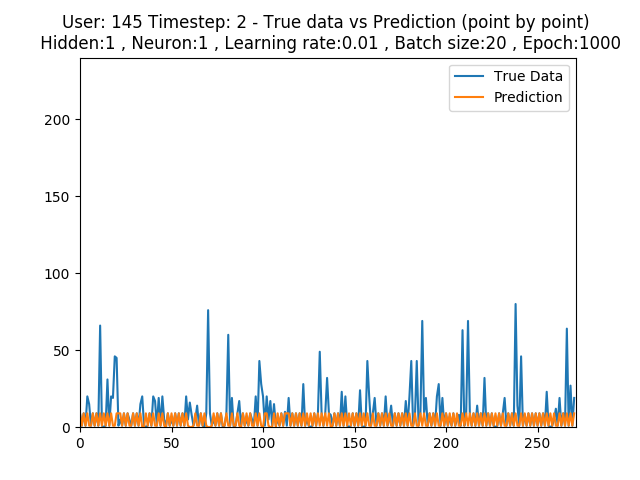 User: 145 Timestep: 2 - True data vs Prediction (point by point)
Hidden:1 , Neuron:1 , Learning rate:0.01 , Batch size:20 , Epoch:1000
True Data
Prediction
200
150
100
50
0
0 50 100 150 200 250